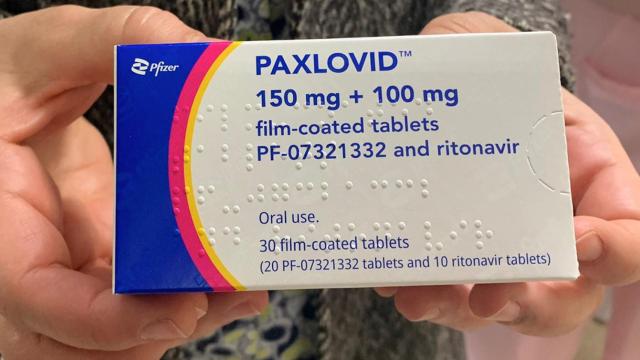 Pfizer
PAXLOVID™
150 mg + 100 mg
film-coated tablets
PF-07321332 and ritonavir
Oral use.
30 film-coated tablets
(20 PF-07321332 tablets and 10 ritonavir tablets)